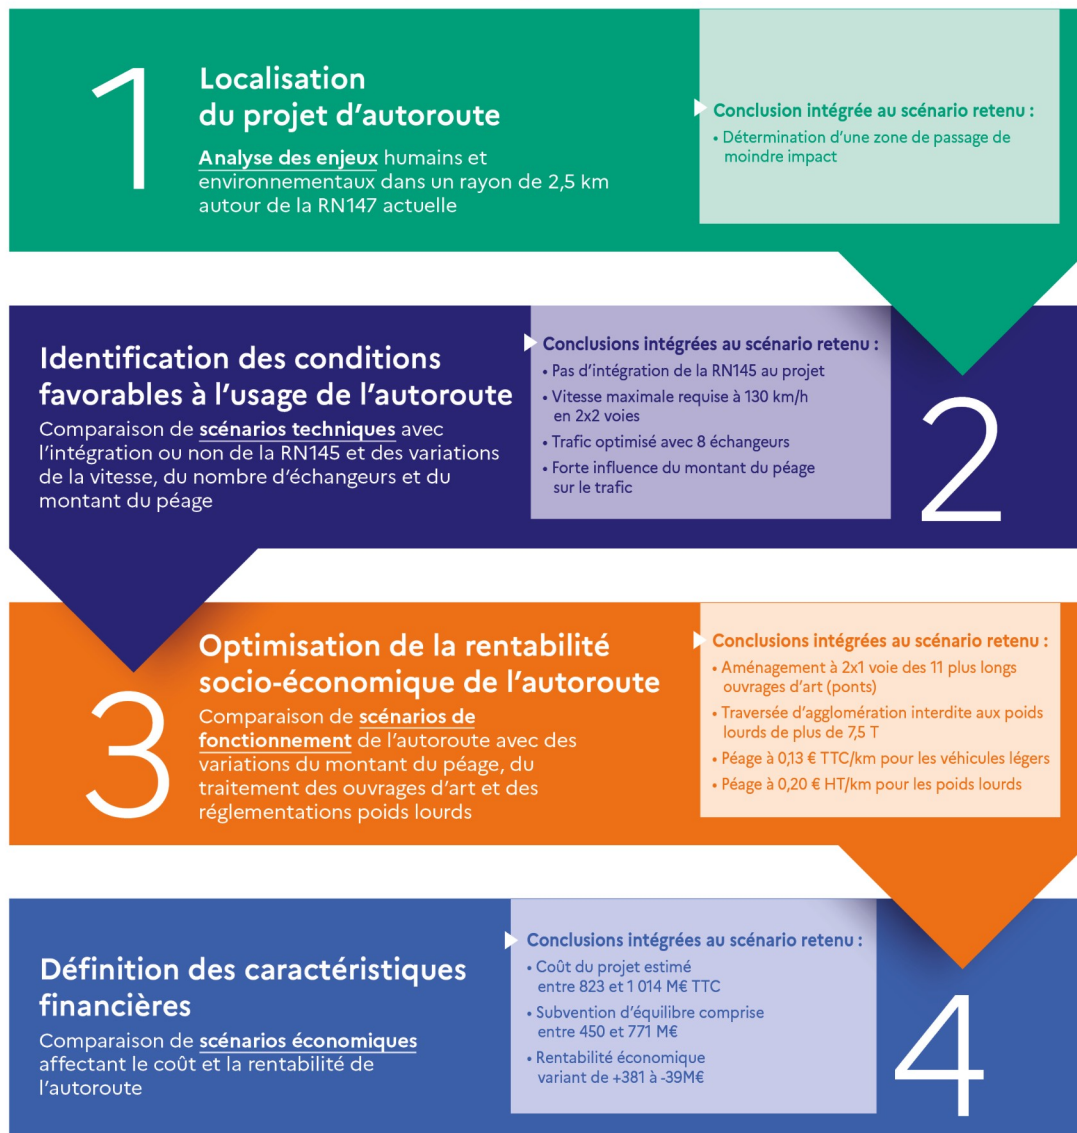 1
Localisation
du projet d'autoroute
Analyse des enjeux humains et
environnementaux dans un rayon de 2,5 km
autour de la RN147 actuelle
Conclusion intégrée au scénario retenu :
• Détermination d'une zone de passage de
moindre impact
Identification des conditions
favorables à l'usage de l'autoroute
Comparaison de scénarios techniques avec
l'intégration ou non de la RN145 et des variations
de la vitesse, du nombre d'échangeurs et du
montant du péage
Conclusions intégrées au scénario retenu :
• Pas d'intégration de la RN145 au projet
• Vitesse maximale requise à 130 km/h
en 2x2 voies
• Trafic optimisé avec 8 échangeurs
• Forte influence du montant du péage
sur le trafic
2
3
Optimisation de la rentabilité
socio-économique de l'autoroute
Comparaison de scénarios de
fonctionnement de l'autoroute avec des
variations du montant du péage, du
traitement des ouvrages d'art et des
réglementations poids lourds
Conclusions intégrées au scénario retenu :
• Aménagement à 2x1 voie des 11 plus longs
ouvrages d'art (ponts)
• Traversée d'agglomération interdite aux poids
lourds de plus de 7,5 T
• Péage à 0,13 € TTC/km pour les véhicules légers
• Péage à 0,20 € HT/km pour les poids lourds
Définition des caractéristiques
financières
Comparaison de scénarios économiques
affectant le coût et la rentabilité de
l'autoroute
Conclusions intégrées au scénario retenu :
• Coût du projet estimé
entre 823 et 1 014 M€ TTC
• Subvention d'équilibre comprise
entre 450 et 771 M€
• Rentabilité économique
variant de +381 à -39M€
4